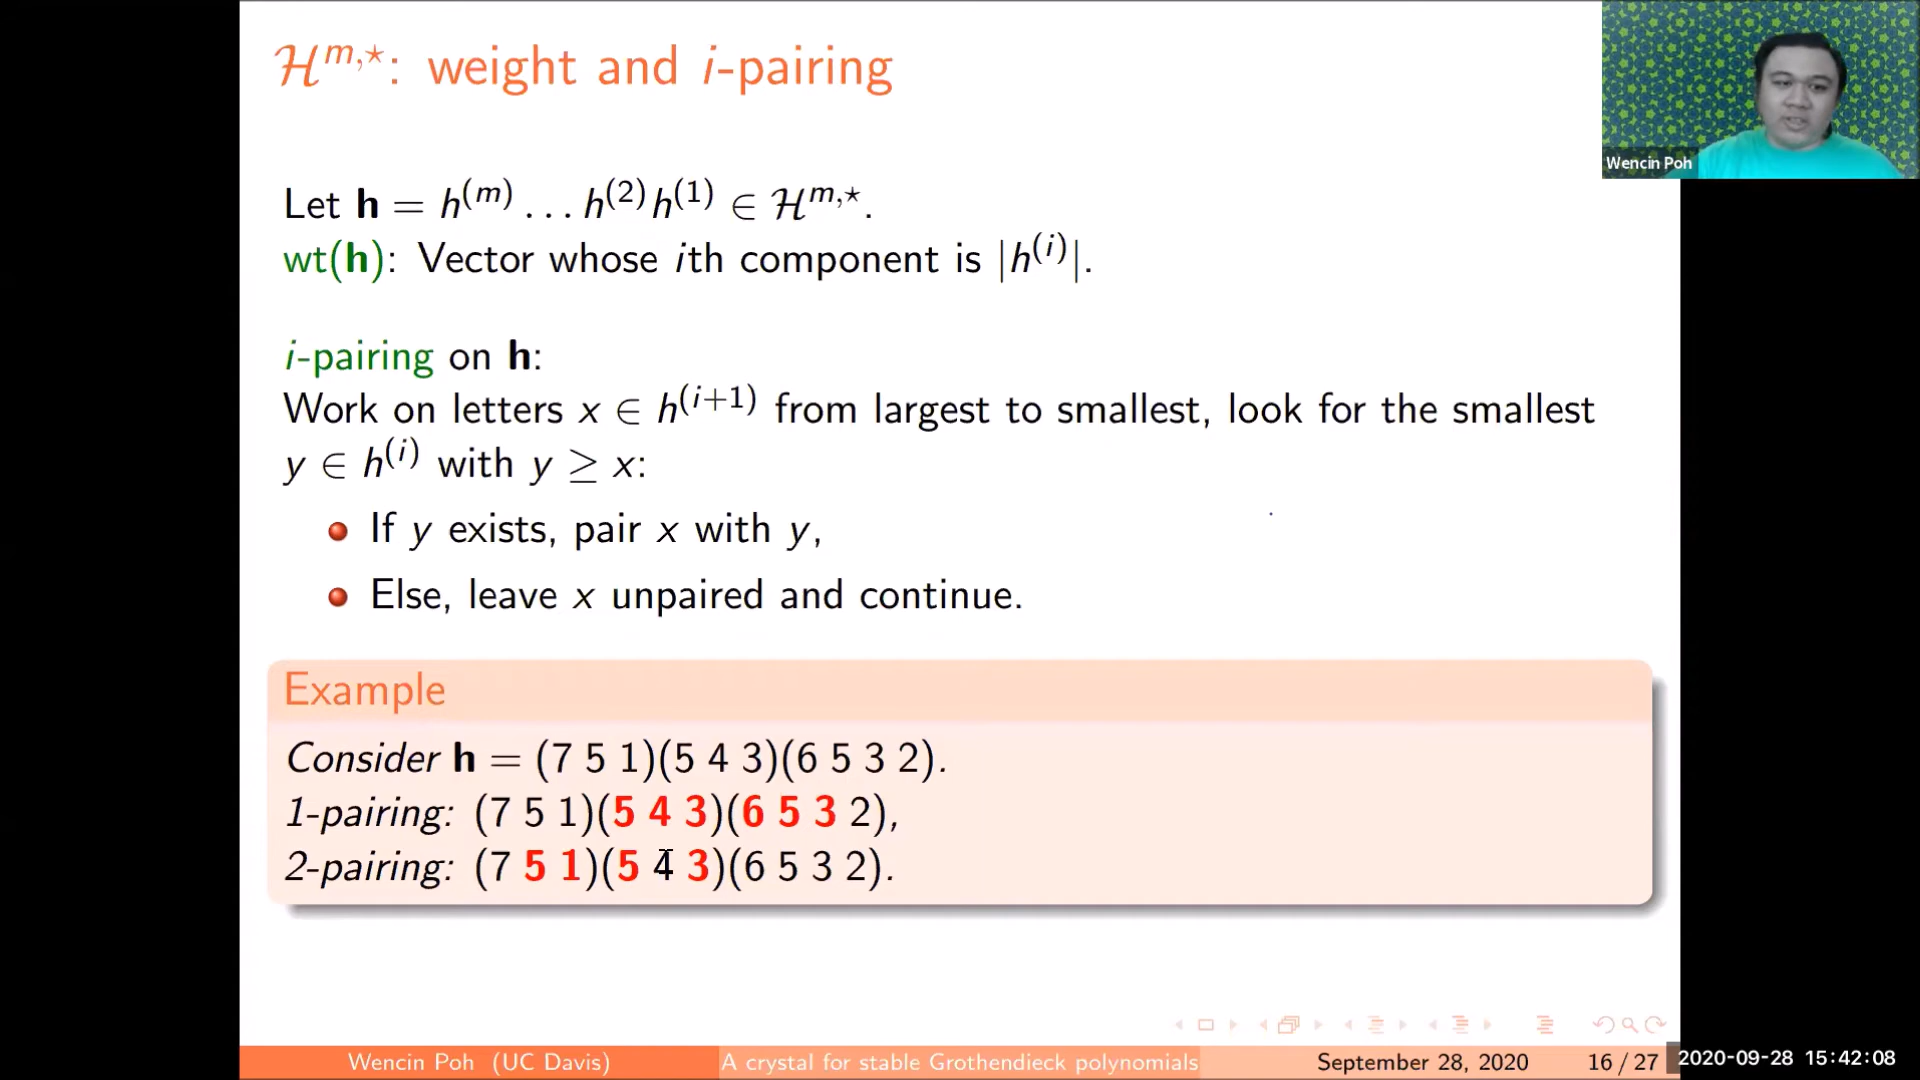 ℋ^{m,⋆}: weight and i-pairing
Wencin Poh
Let h = h^{(m)} ... h^{(2)}h^{(1)} ∈ ℋ^{m,⋆}.
wt(h): Vector whose ith component is |h^{(i)}|.
i-pairing on h:
Work on letters x ∈ h^{(i+1)} from largest to smallest, look for the smallest
y ∈ h^{(i)} with y ≥ x:
If y exists, pair x with y,
Else, leave x unpaired and continue.
Example
Consider h = (7 5 1)(5 4 3)(6 5 3 2).
1-pairing: (7 5 1)(5 4 3)(6 5 3 2),
2-pairing: (7 5 1)(5 4 3)(6 5 3 2).
Wencin Poh (UC Davis) A crystal for stable Grothendieck polynomials September 28, 2020 16 / 27
2020-09-28 15:42:08